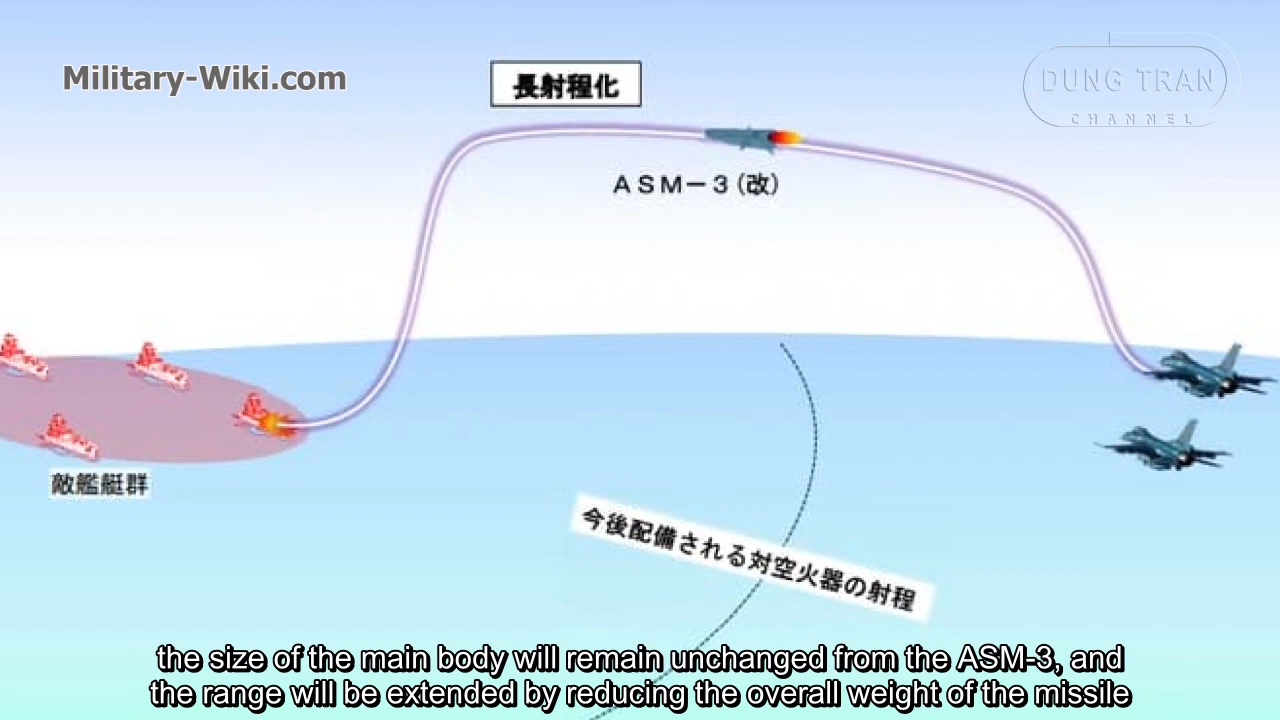 Military-Wiki.com
DUNG TRAN
CHANNEL
長射程化
ASM-3(改)
敵艦艇群
今後配備される対空火器の射程
the size of the main body will remain unchanged from the ASM-3, and
the range will be extended by reducing the overall weight of the missile